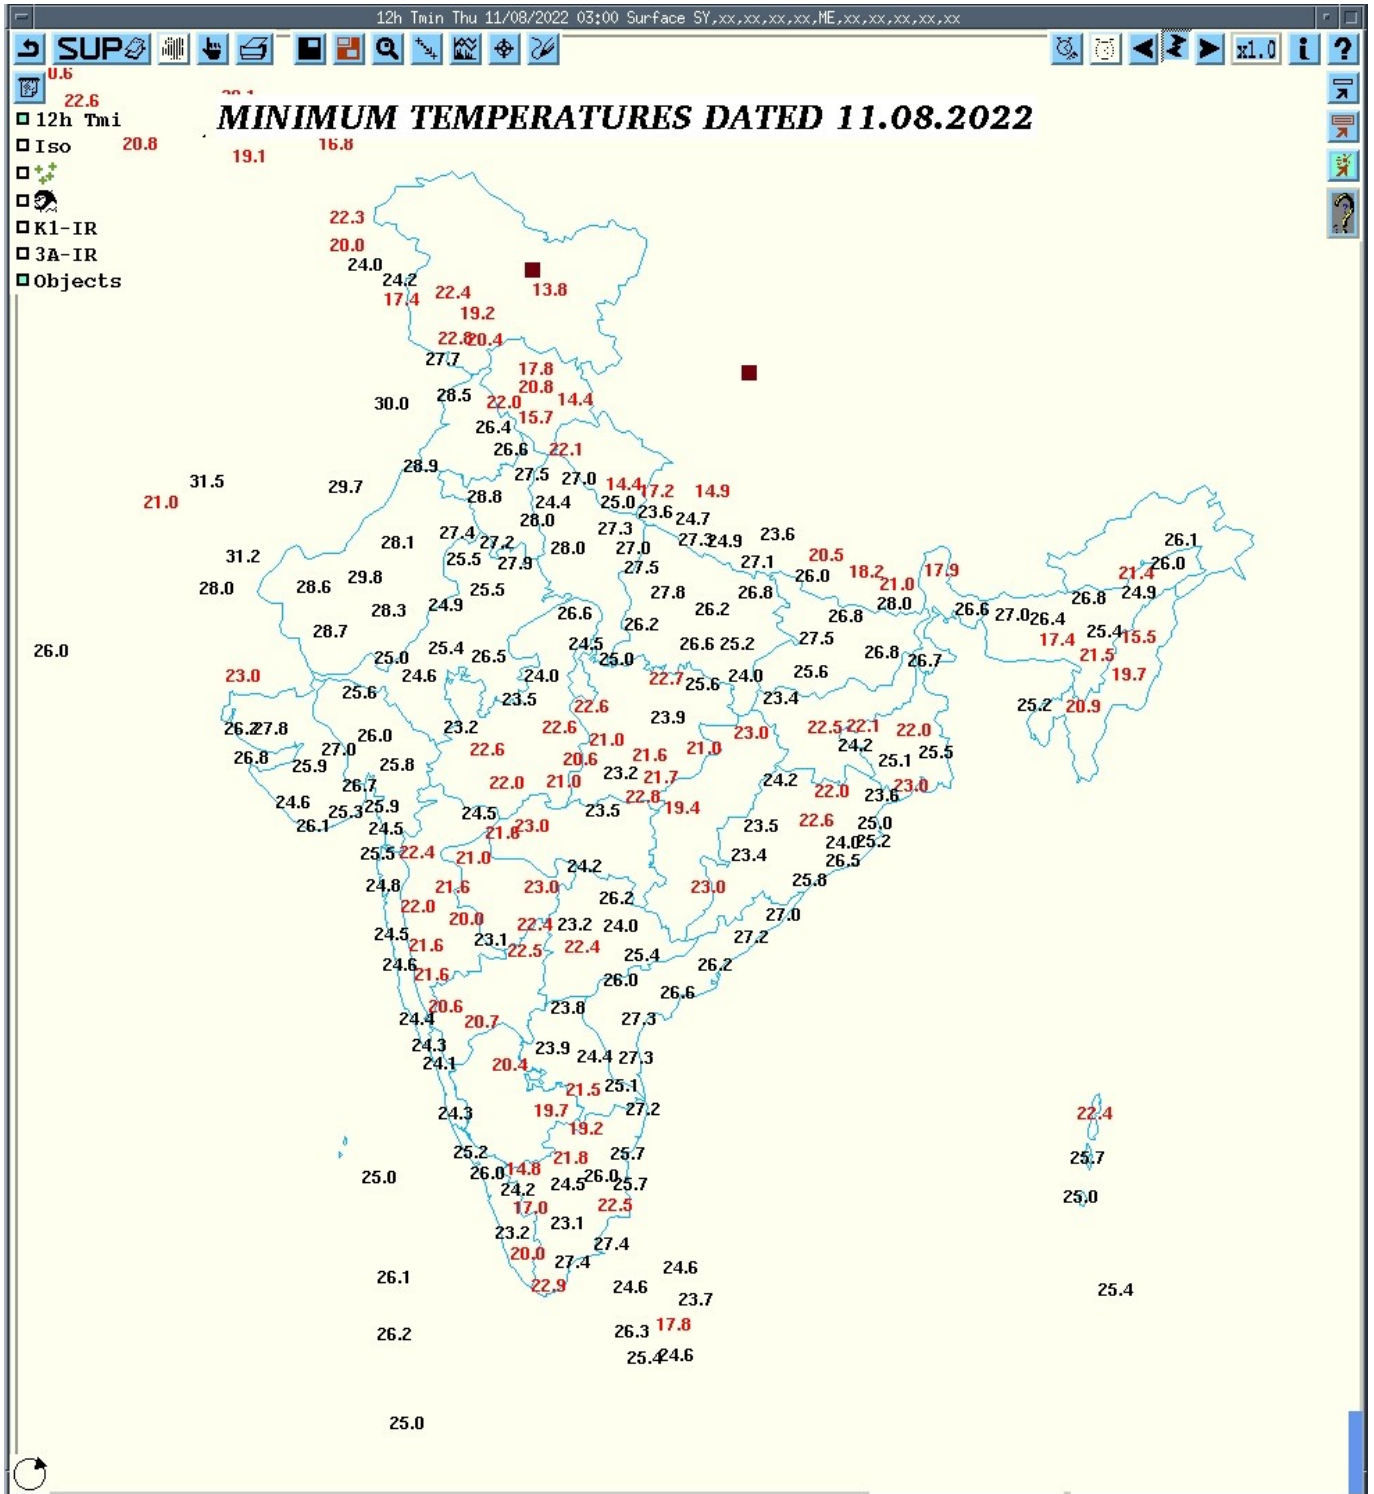 12h Tmin Thu 11/08/2022 03:00 Surface SY,xx,xx,xx,xx,ME,xx,xx,xx,xx,xx
SUP x1.0 i ?
0.6
22.6
MINIMUM TEMPERATURES DATED 11.08.2022
12h Tmi
Iso 20.8 19.1 16.8
K1-IR
3A-IR
Objects
22.3
20.0
24.0
24.2
17.4 22.4 13.8
19.2
22.8 20.4
27.7
17.8
20.8
30.0 28.5 22.0 14.4
15.7
26.4
26.6 22.1
28.9
31.5 29.7 27.5 27.0 14.4 17.2 14.9
21.0 28.8 24.4 25.0
28.0 23.6 24.7
28.1 27.4 27.2 27.3 27.3 24.9 23.6 26.1
31.2 25.5 27.9 28.0 27.0 27.1 20.5 26.0
27.5 26.0 18.2 17.9 21.4
28.0 28.6 29.8 25.5 27.8 26.8 21.0 26.8 24.9
28.3 24.9 26.6 26.2 26.8 28.0 26.6 27.0 26.4
28.7 26.2 25.4
26.0 25.0 25.4 26.5 24.5 25.0 26.6 25.2 27.5 26.8 26.7 17.4 15.5
21.5
23.0 24.6 24.0 22.7 25.6 24.0 25.6 19.7
25.6 23.5 22.6 23.4 25.2 20.9
26.2 27.8 26.0 23.2 22.6 23.9 23.0 22.5 22.1 22.0
27.0 22.6 21.0 21.6 21.0 24.2 25.5
26.8 25.9 25.8 20.6 25.1
26.7 22.0 21.0 23.2 21.7 24.2 22.0 23.6 23.0
24.6 25.3 25.9 24.5 23.5 22.8 19.4
26.1 24.5 21.6 23.0 23.5 22.6 25.0
25.5 22.4 21.0 24.2 23.4 24.0 25.2
26.5
24.8 21.6 23.0 26.2 23.0 25.8
22.0 20.0 22.4 23.2 24.0 27.0
24.5 21.6 23.1 22.5 22.4 25.4 27.2
24.6 21.6 26.0 26.2
26.6
20.6 23.8
24.4 20.7 27.3
24.3 23.9 24.4 27.3
24.1 20.4
21.5 25.1
24.3 19.7 27.2 22.4
19.2
25.2 21.8 25.7 25.7
25.0 26.0 14.8 24.5 26.0 25.7
24.2 25.0
17.0 22.5
23.2 23.1
20.0 27.4
27.4 24.6
26.1 22.9 24.6 25.4
23.7
26.2 26.3 17.8
25.4 24.6
25.0